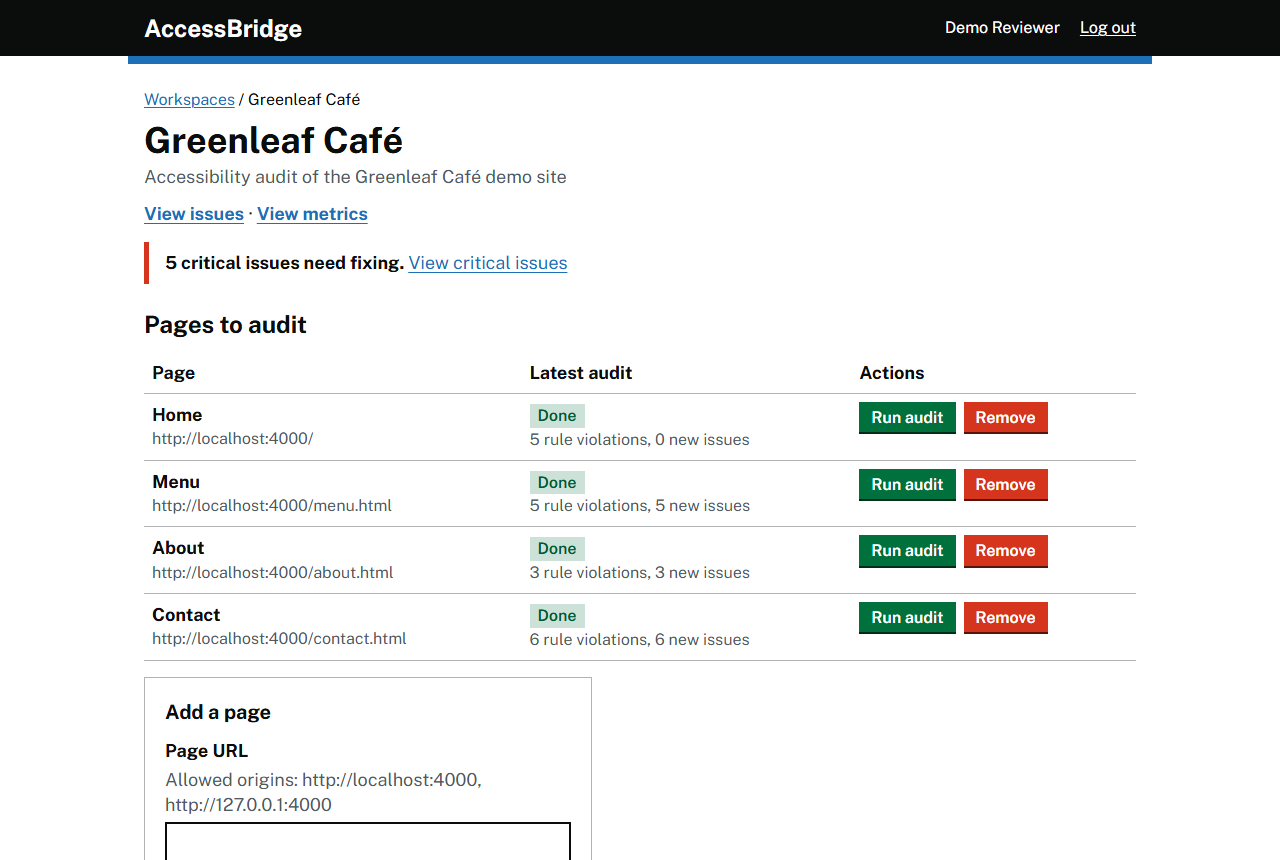 AccessBridge
Demo Reviewer Log out
Workspaces / Greenleaf Café
Greenleaf Café
Accessibility audit of the Greenleaf Café demo site
View issues · View metrics
5 critical issues need fixing. View critical issues
Pages to audit
Page Latest audit Actions
Home Done Run audit Remove
http://localhost:4000/ 5 rule violations, 0 new issues
Menu Done Run audit Remove
http://localhost:4000/menu.html 5 rule violations, 5 new issues
About Done Run audit Remove
http://localhost:4000/about.html 3 rule violations, 3 new issues
Contact Done Run audit Remove
http://localhost:4000/contact.html 6 rule violations, 6 new issues
Add a page
Page URL
Allowed origins: http://localhost:4000,
http://127.0.0.1:4000